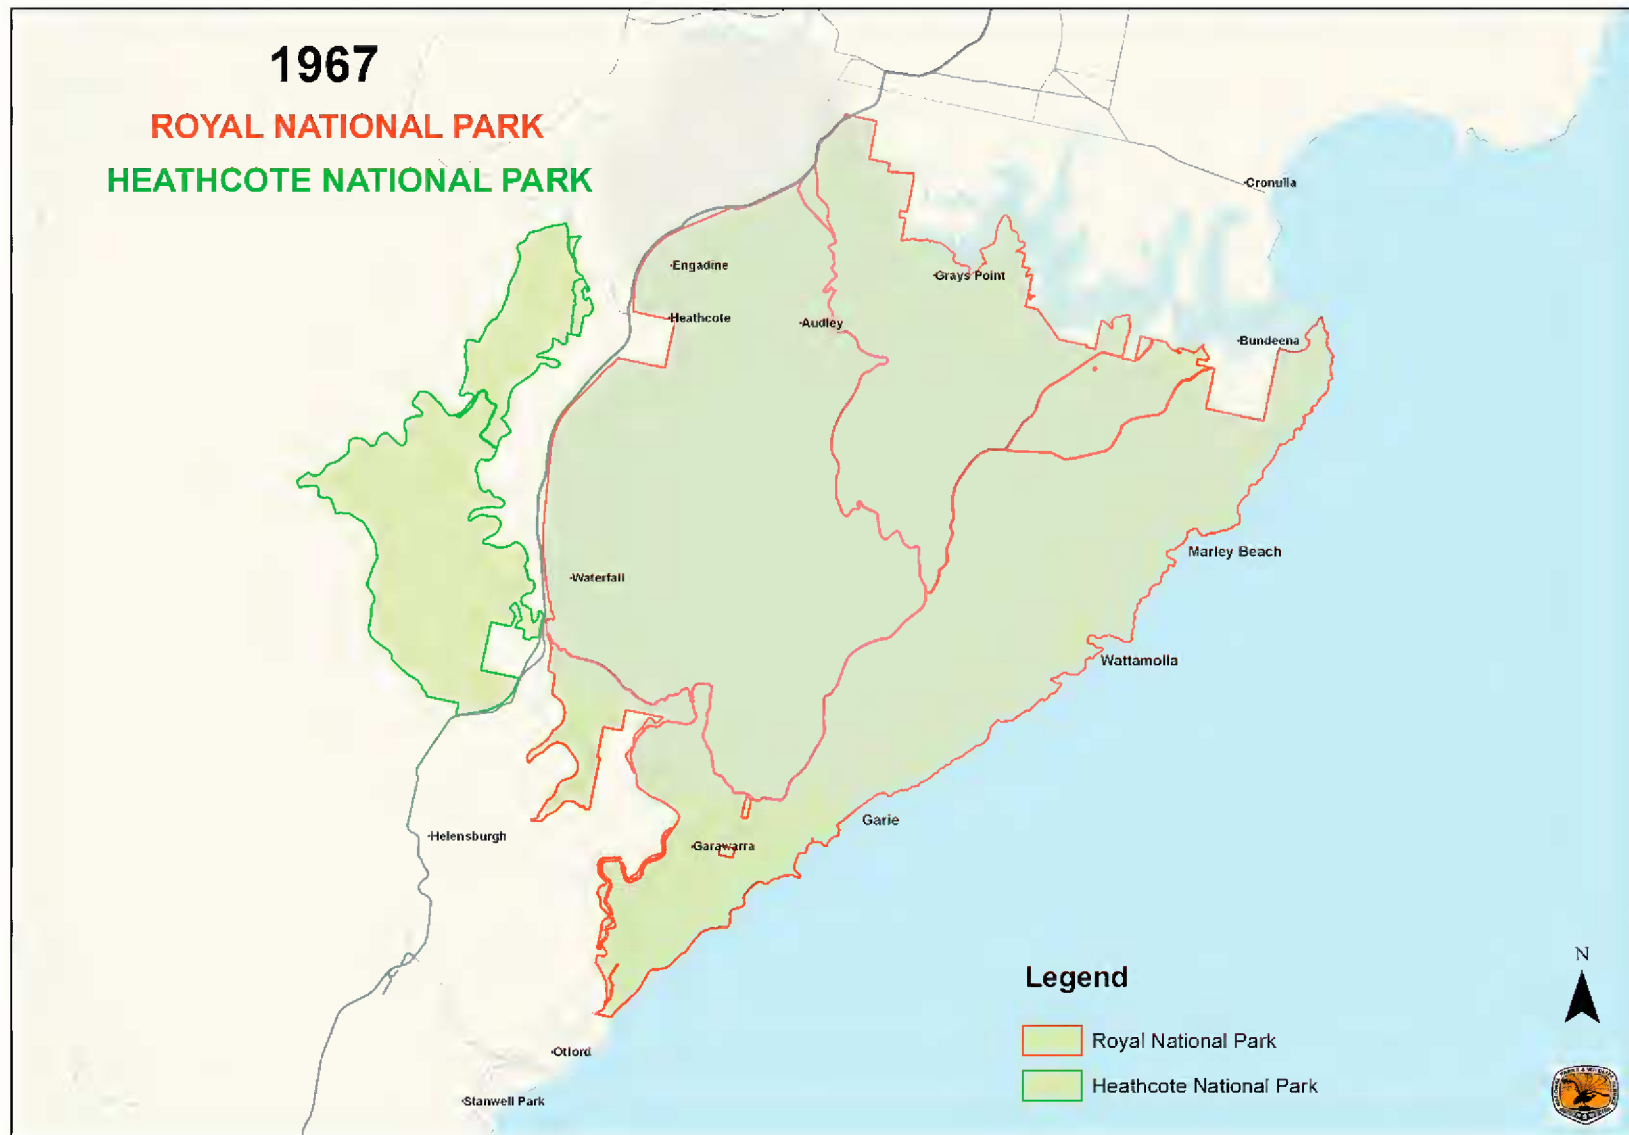 1967
ROYAL NATIONAL PARK
HEATHCOTE NATIONAL PARK
Cronulla
Engadine
Grays Point
Heathcote
Audley
Bundeena
Marley Beach
Waterfall
Wattamolla
Garie
Helensburgh
Garawarra
N
Legend
Royal National Park
Otford
Heathcote National Park
Stanwell Park